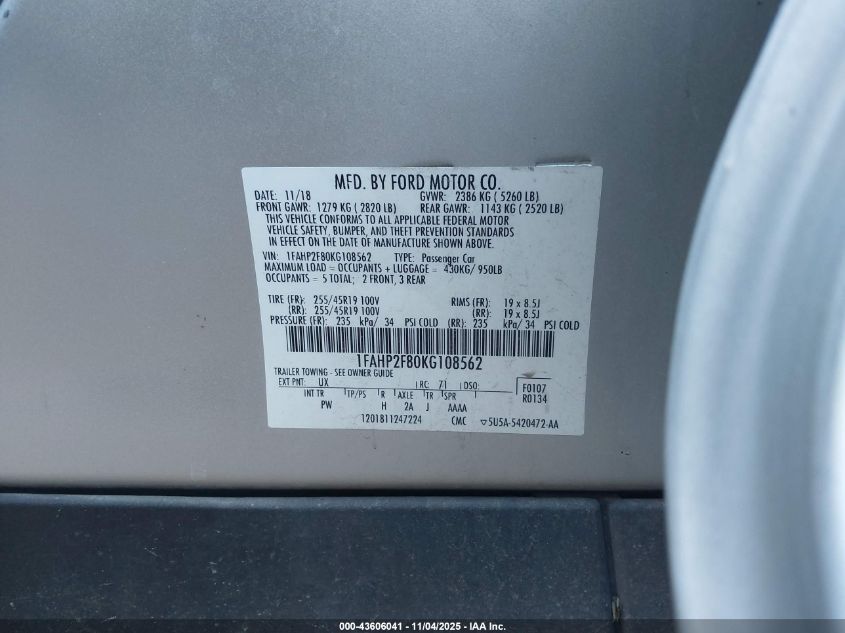 MFD. BY FORD MOTOR CO.
DATE: 11/18 GVWR: 2386 KG ( 5260 LB)
FRONT GAWR: 1279 KG ( 2820 LB) REAR GAWR: 1143 KG ( 2520 LB)
THIS VEHICLE CONFORMS TO ALL APPLICABLE FEDERAL MOTOR
VEHICLE SAFETY, BUMPER, AND THEFT PREVENTION STANDARDS
IN EFFECT ON THE DATE OF MANUFACTURE SHOWN ABOVE.
VIN: 1FAHP2F80KG108562 TYPE: Passenger Car
MAXIMUM LOAD = OCCUPANTS + LUGGAGE = 430KG/ 950LB
OCCUPANTS = 5 TOTAL; 2 FRONT, 3 REAR
TIRE (FR): 255/45R19 100V RIMS (FR): 19 x 8.5J
(RR): 255/45R19 100V (RR): 19 x 8.5J
PRESSURE (FR): 235 kPa/ 34 PSI COLD (RR): 235 kPa/ 34 PSI COLD
1FAHP2F80KG108562
TRAILER TOWING - SEE OWNER GUIDE
EXT PNT: UX RC: 71 DSO: F0107
INT TR TP/PS R AXLE TR SPR R0134
PW H 2A J AAAA
1201811247224 CMC ▽5U5A-5420472-AA
000-43606041 - 11/04/2025 - IAA Inc.